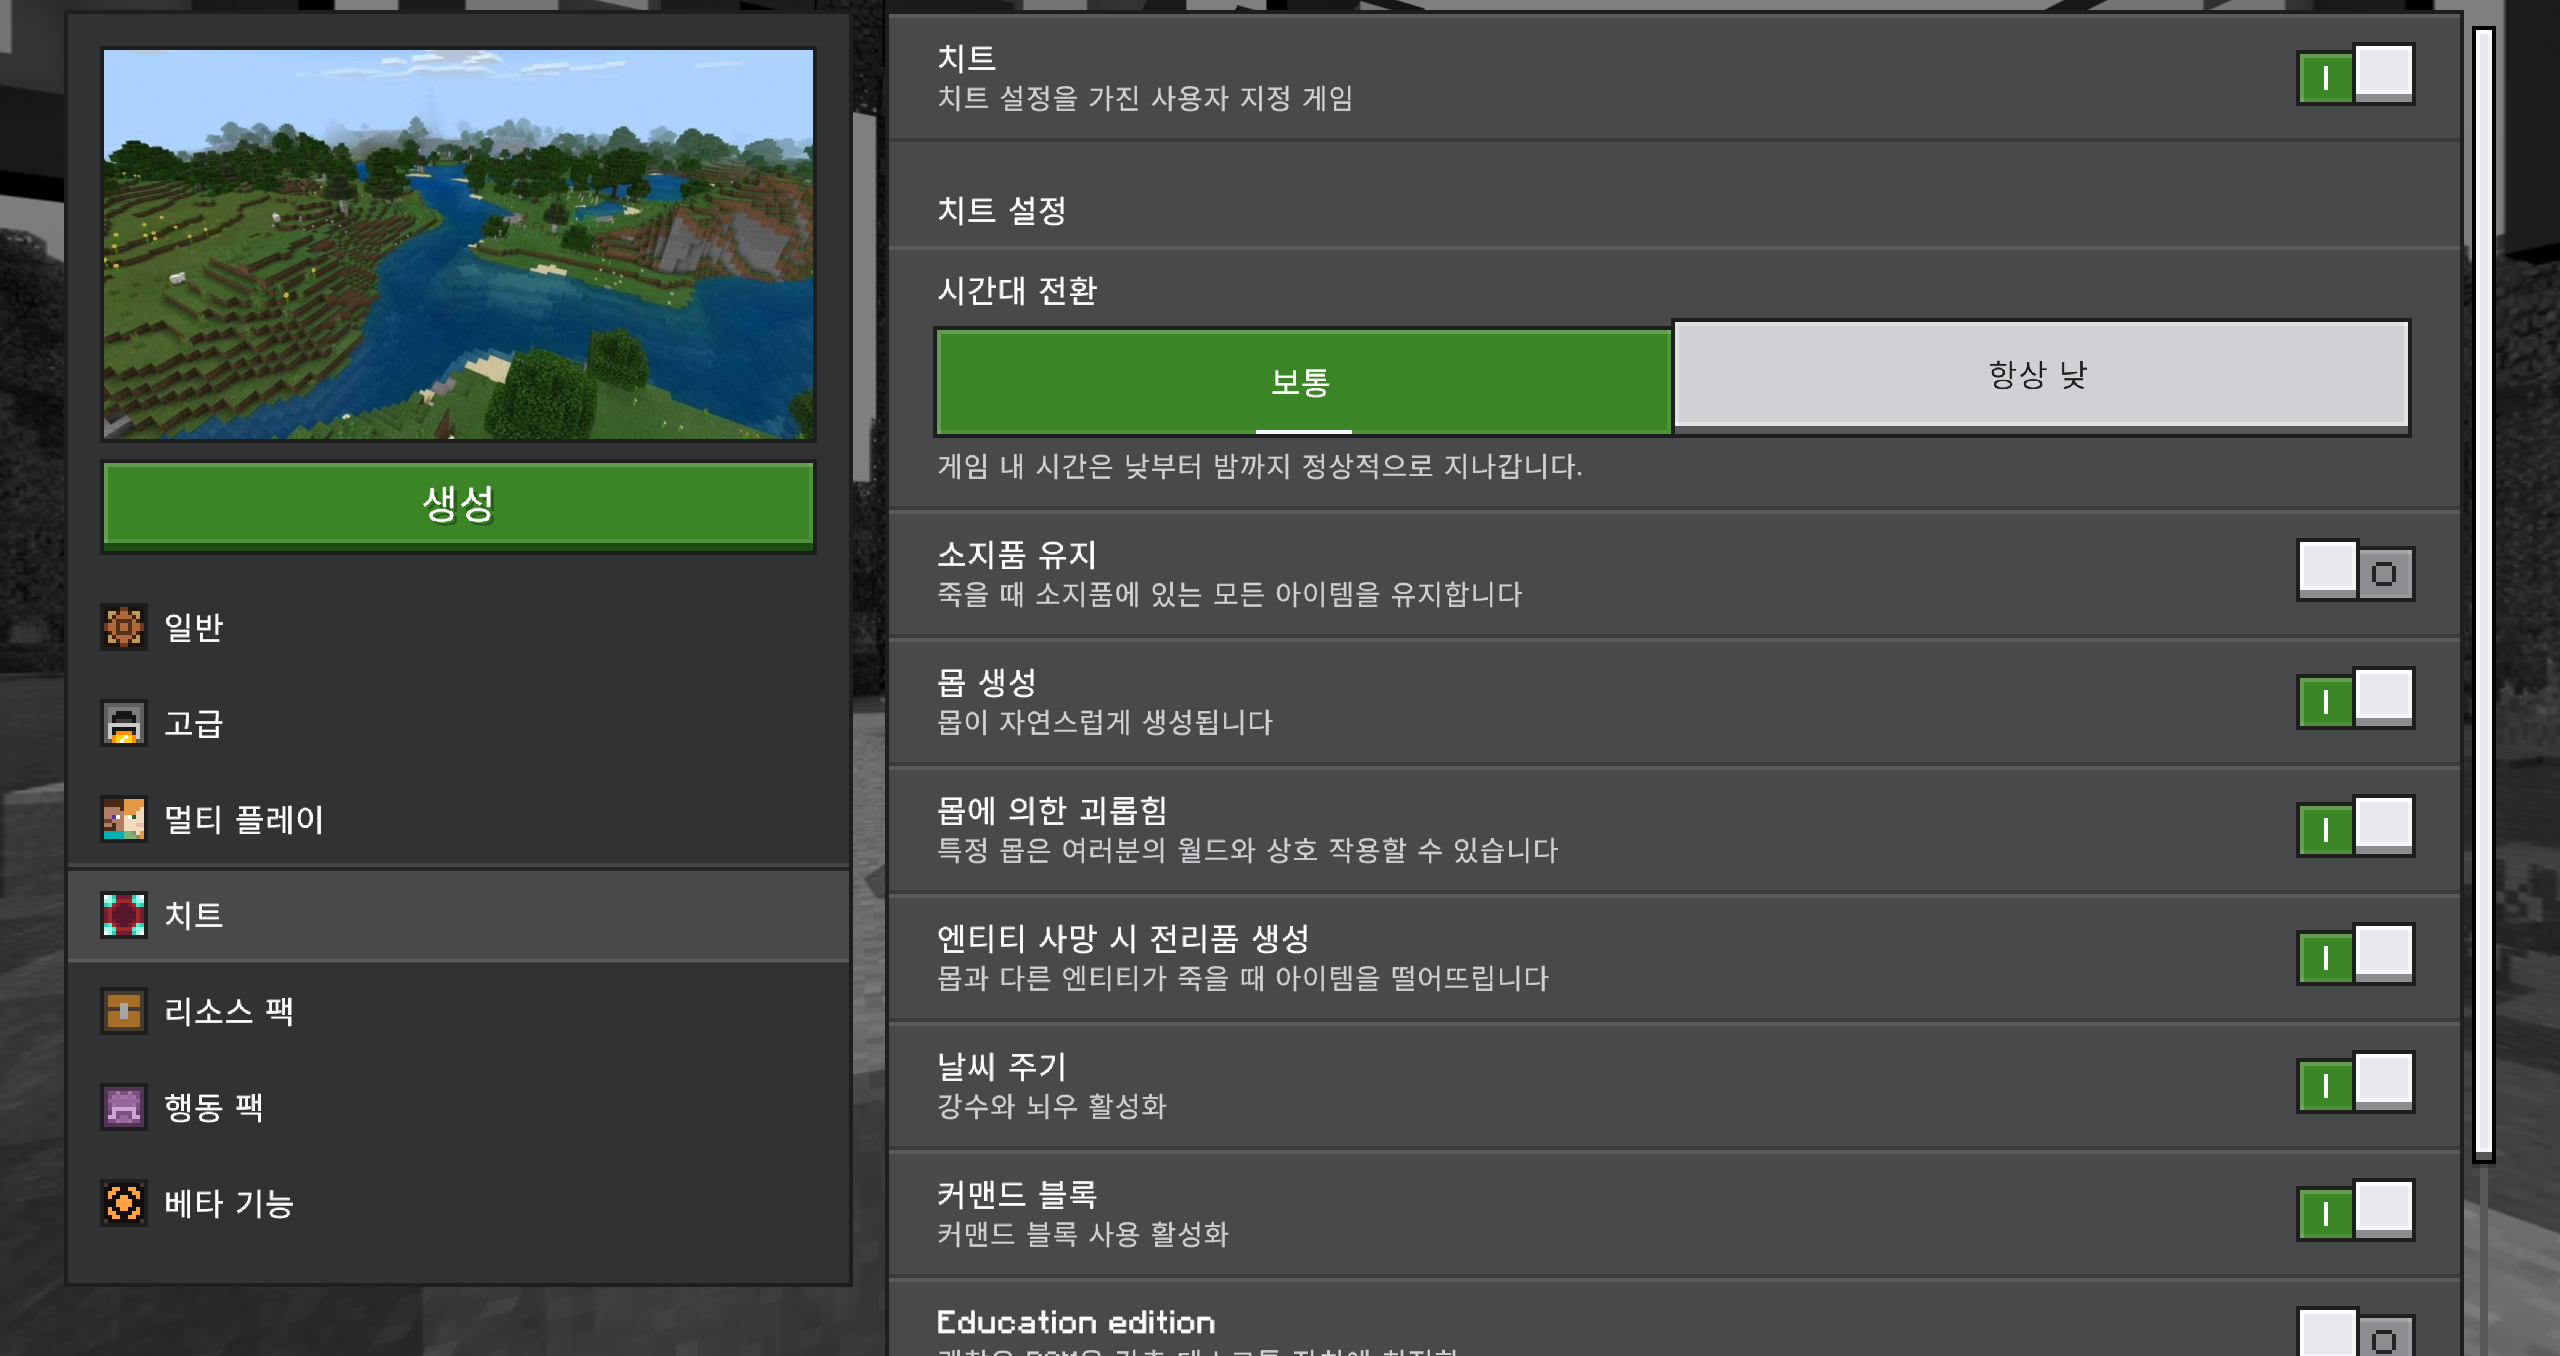 생성
일반
고급
멀티 플레이
치트
리소스 팩
행동 팩
베타 기능
치트
치트 설정을 가진 사용자 지정 게임
치트 설정
시간대 전환
보통
항상 낮
게임 내 시간은 낮부터 밤까지 정상적으로 지나갑니다.
소지품 유지
죽을 때 소지품에 있는 모든 아이템을 유지합니다
몹 생성
몹이 자연스럽게 생성됩니다
몹에 의한 괴롭힘
특정 몹은 여러분의 월드와 상호 작용할 수 있습니다
엔티티 사망 시 전리품 생성
몹과 다른 엔티티가 죽을 때 아이템을 떨어뜨립니다
날씨 주기
강수와 뇌우 활성화
커맨드 블록
커맨드 블록 사용 활성화
Education edition